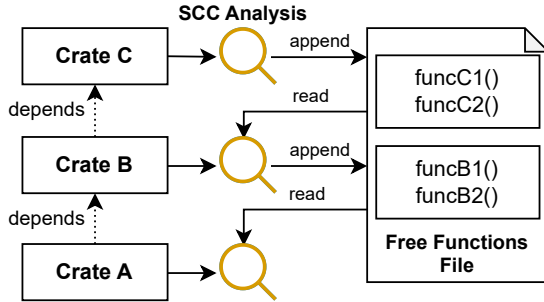 SCC Analysis
Crate C
append
funcC1()
funcC2()
depends
read
Crate B
append
funcB1()
funcB2()
depends
read
Crate A
Free Functions
File